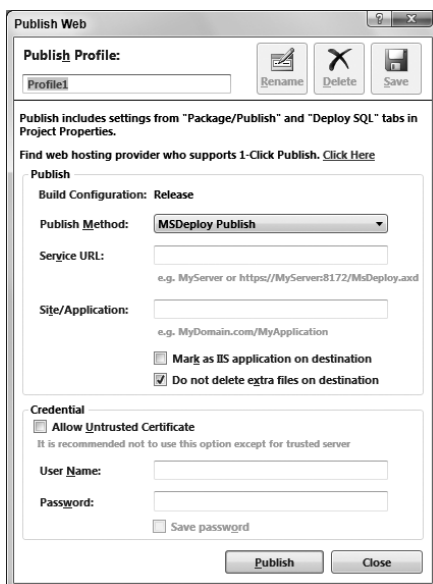 Publish Web
Publish Profile:
Profile1
Rename
Delete
Save
Publish includes settings from "Package/Publish" and "Deploy SQL" tabs in
Project Properties.
Find web hosting provider who supports 1-Click Publish. Click Here
Publish
Build Configuration: Release
Publish Method: MSDeploy Publish
Service URL:
e.g. MyServer or https://MyServer:8172/MsDeploy.axd
Site/Application:
e.g. MyDomain.com/MyApplication
Mark as IIS application on destination
Do not delete extra files on destination
Credential
Allow Untrusted Certificate
It is recommended not to use this option except for trusted server
User Name:
Password:
Save password
Publish
Close